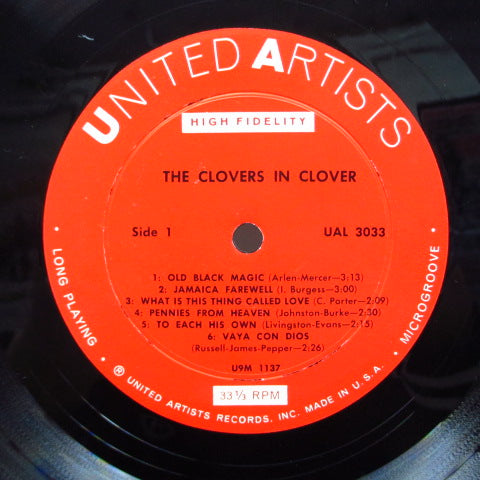 UNITED ARTISTS
HIGH FIDELITY
THE CLOVERS IN CLOVER
Side 1 UAL 3033
1: OLD BLACK MAGIC (Arlen-Mercer—3:13)
2: JAMAICA FAREWELL (I. Burgess—3:00)
3: WHAT IS THIS THING CALLED LOVE (C. Porter—2:09)
4: PENNIES FROM HEAVEN (Johnston-Burke—2:30)
5: TO EACH HIS OWN (Livingston-Evans—2:15)
6: VAYA CON DIOS
(Russell-James-Pepper—2:26)
U9M 1137
33 1/3 RPM
• LONG PLAYING •
MICROGROOVE •
® UNITED ARTISTS RECORDS, INC. MADE IN U.S.A. •